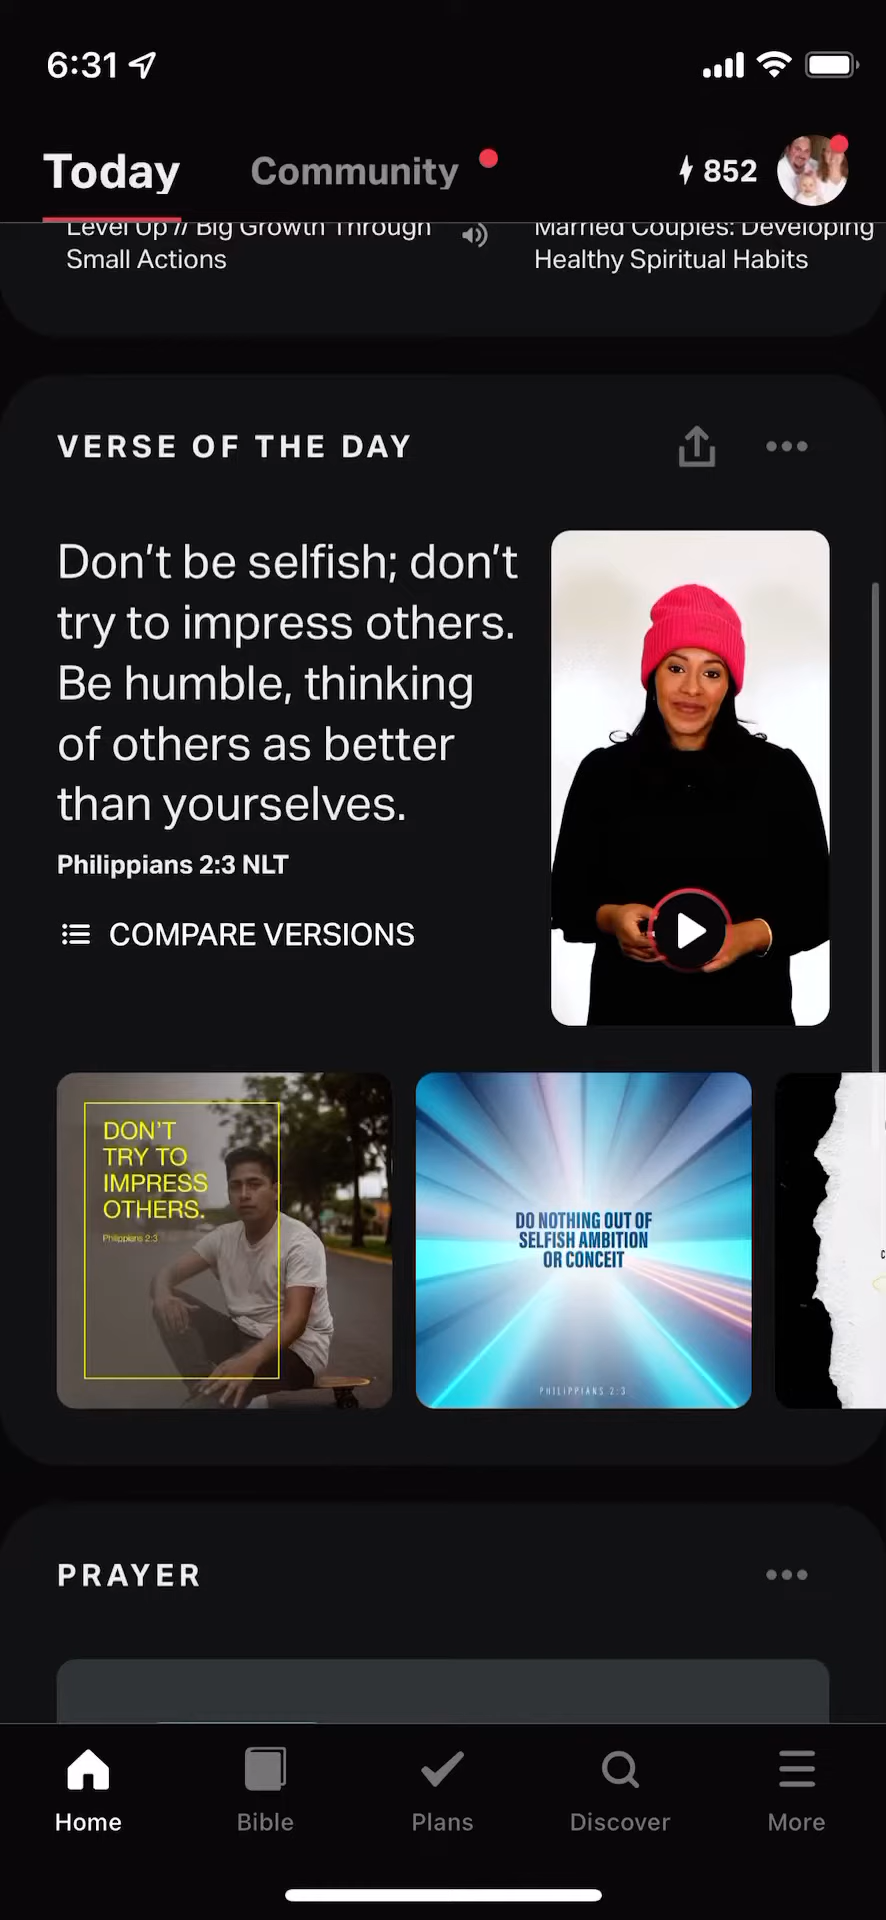 6:31
Today
Community
852
Level Up // Big Growth Through
Small Actions
Married Couples: Developing
Healthy Spiritual Habits
VERSE OF THE DAY
Don't be selfish; don't
try to impress others.
Be humble, thinking
of others as better
than yourselves.
Philippians 2:3 NLT
COMPARE VERSIONS
DON'T
TRY TO
IMPRESS
OTHERS.
Philippians 2:3
DO NOTHING OUT OF
SELFISH AMBITION
OR CONCEIT
PHILIPPIANS 2:3
PRAYER
Home
Bible
Plans
Discover
More